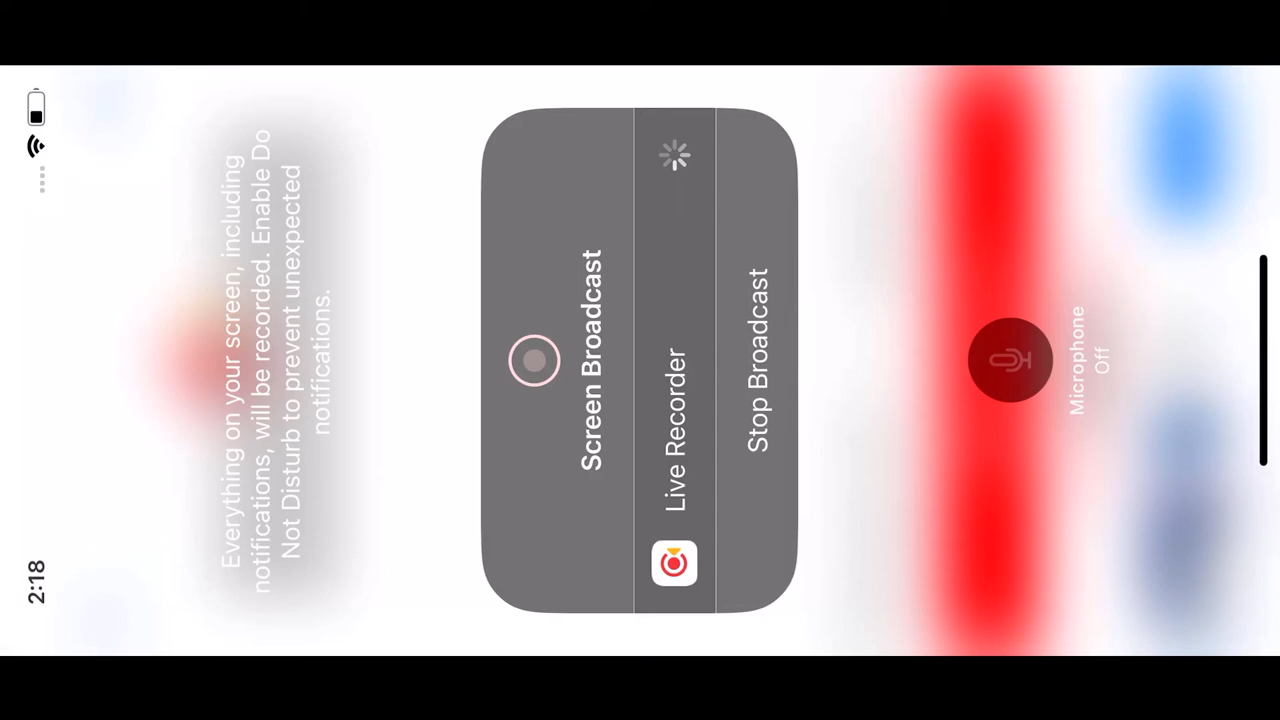 2:18
Everything on your screen, including
notifications, will be recorded. Enable Do
Not Disturb to prevent unexpected
notifications.
Screen Broadcast
Live Recorder
Stop Broadcast
Microphone
Off